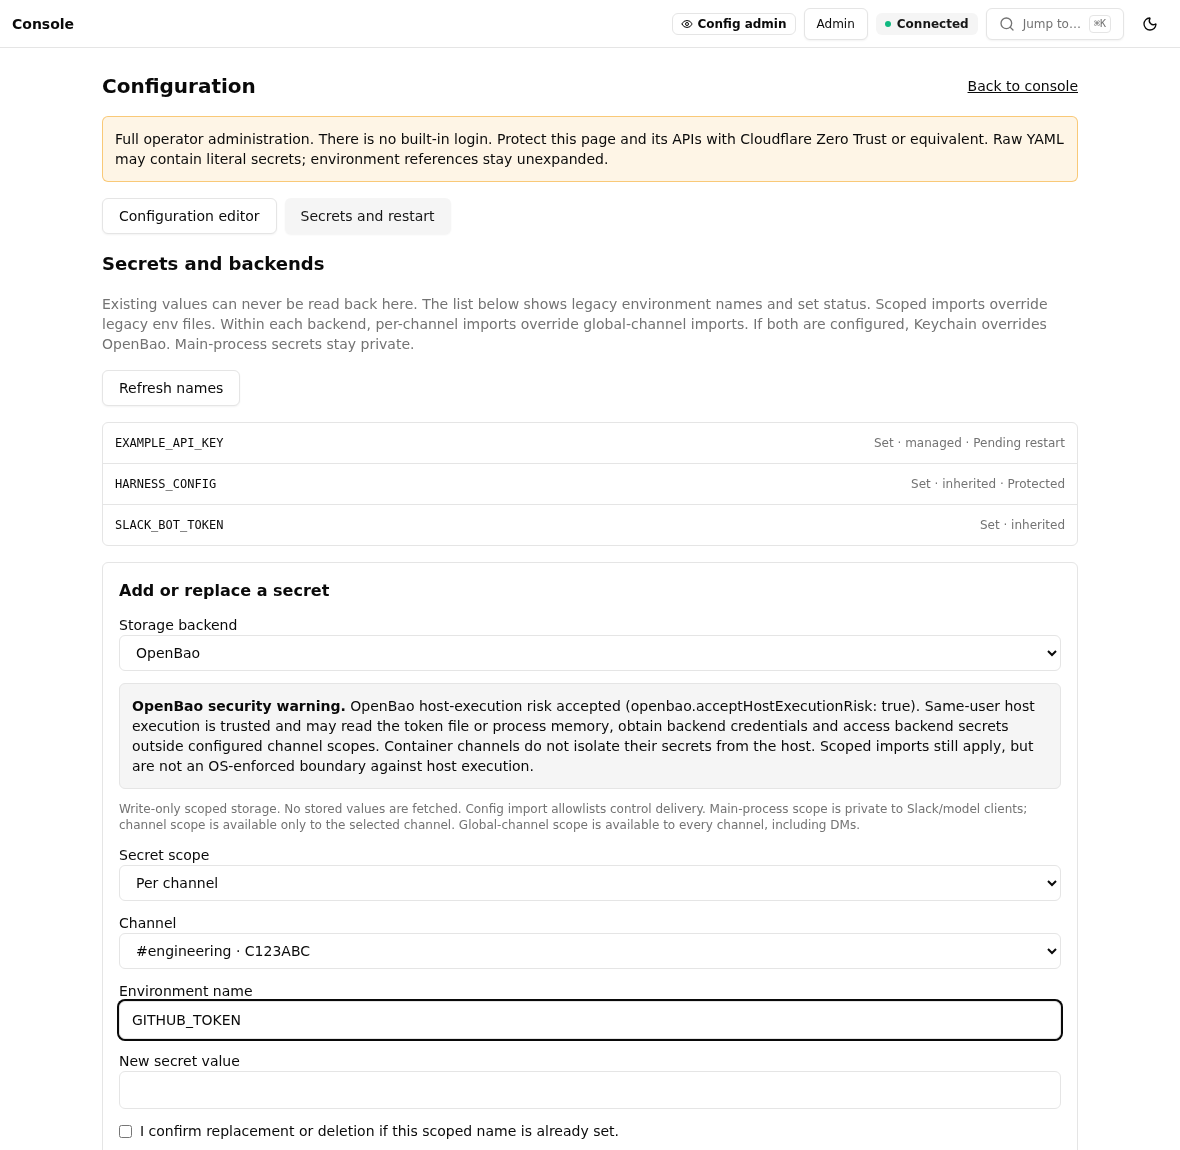 Console
Config admin
Admin
Connected
Jump to...
⌘K
Configuration
Back to console
Full operator administration. There is no built-in login. Protect this page and its APIs with Cloudflare Zero Trust or equivalent. Raw YAML
may contain literal secrets; environment references stay unexpanded.
Configuration editor
Secrets and restart
Secrets and backends
Existing values can never be read back here. The list below shows legacy environment names and set status. Scoped imports override
legacy env files. Within each backend, per-channel imports override global-channel imports. If both are configured, Keychain overrides
OpenBao. Main-process secrets stay private.
Refresh names
EXAMPLE_API_KEY
Set · managed · Pending restart
HARNESS_CONFIG
Set · inherited · Protected
SLACK_BOT_TOKEN
Set · inherited
Add or replace a secret
Storage backend
OpenBao
OpenBao security warning. OpenBao host-execution risk accepted (openbao.acceptHostExecutionRisk: true). Same-user host
execution is trusted and may read the token file or process memory, obtain backend credentials and access backend secrets
outside configured channel scopes. Container channels do not isolate their secrets from the host. Scoped imports still apply, but
are not an OS-enforced boundary against host execution.
Write-only scoped storage. No stored values are fetched. Config import allowlists control delivery. Main-process scope is private to Slack/model clients;
channel scope is available only to the selected channel. Global-channel scope is available to every channel, including DMs.
Secret scope
Per channel
Channel
#engineering · C123ABC
Environment name
GITHUB_TOKEN
New secret value
I confirm replacement or deletion if this scoped name is already set.